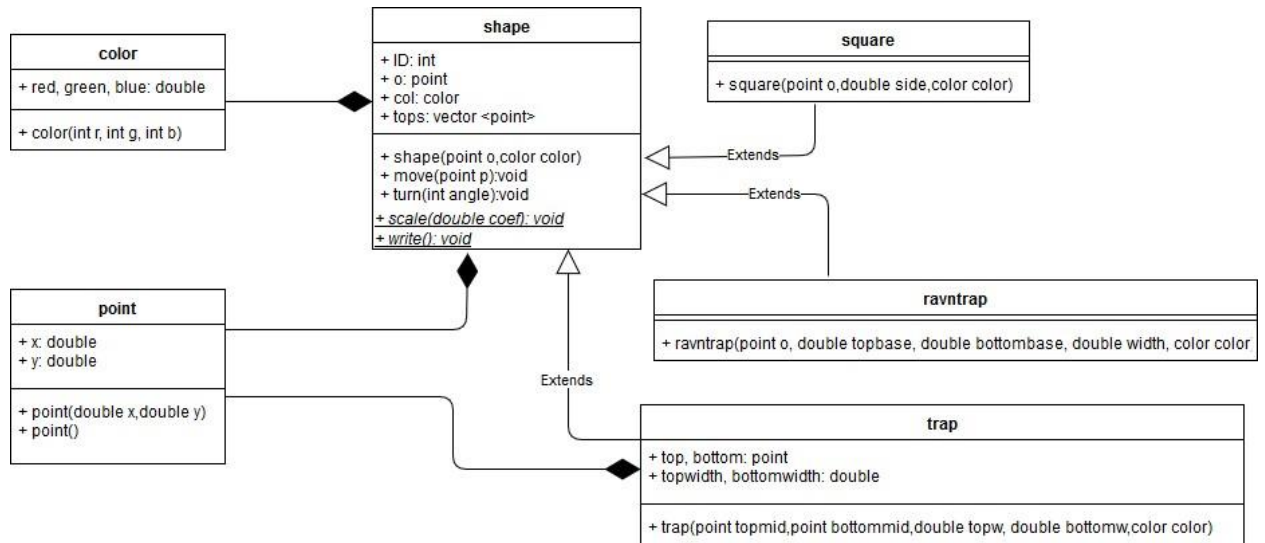 color
+ red, green, blue: double
+ color(int r, int g, int b)
shape
+ ID: int
+ o: point
+ col: color
+ tops: vector <point>
+ shape(point o,color color)
+ move(point p):void
+ turn(int angle):void
+ scale(double coef): void
+ write(): void
square
+ square(point o,double side,color color)
Extends
Extends
ravntrap
+ ravntrap(point o, double topbase, double bottombase, double width, color color
point
+ x: double
+ y: double
+ point(double x,double y)
+ point()
Extends
trap
+ top, bottom: point
+ topwidth, bottomwidth: double
+ trap(point topmid,point bottommid,double topw, double bottomw,color color)